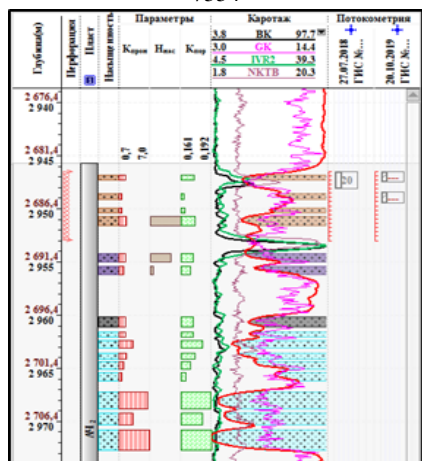 Параметры
Каротаж
Потокометрия
Глубина(м)
Перфорация
Пласт
Насыщенность
Кпрон
Ннас
Кпор
3.8 БК 97.7
3.0 GK 14.4
4.5 IVR2 39.3
1.8 NKTB 20.3
27.07.2018
ГИС №:...
20.10.2019
ГИС №:...
0,7
7,0
0,161
0,192
2 676,4
2 940
2 681,4
2 945
2 686,4
2 950
2 691,4
2 955
2 696,4
2 960
2 701,4
2 965
2 706,4
2 970
20